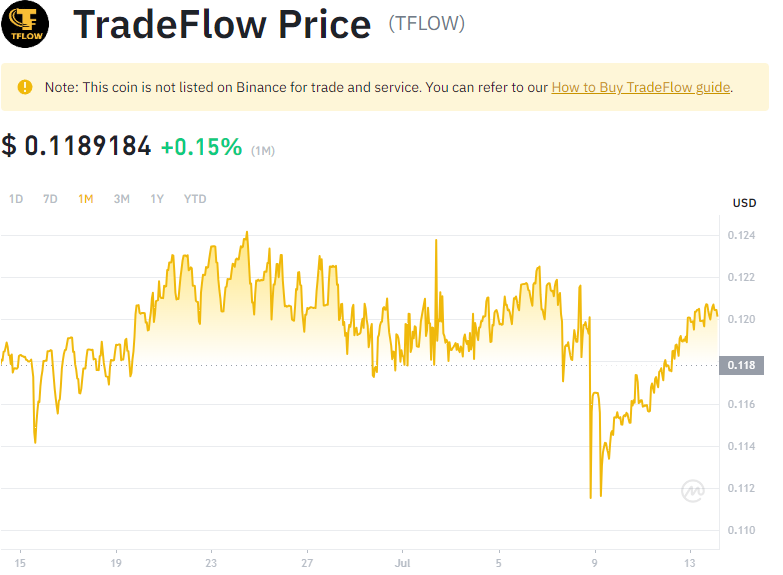 TFLOW
TradeFlow Price (TFLOW)
Note: This coin is not listed on Binance for trade and service. You can refer to our How to Buy TradeFlow guide.
$ 0.1189184 +0.15% (1M)
1D 7D 1M 3M 1Y YTD
USD
0.124
0.122
0.120
0.118
0.116
0.114
0.112
0.110
15 19 23 27 Jul 5 9 13